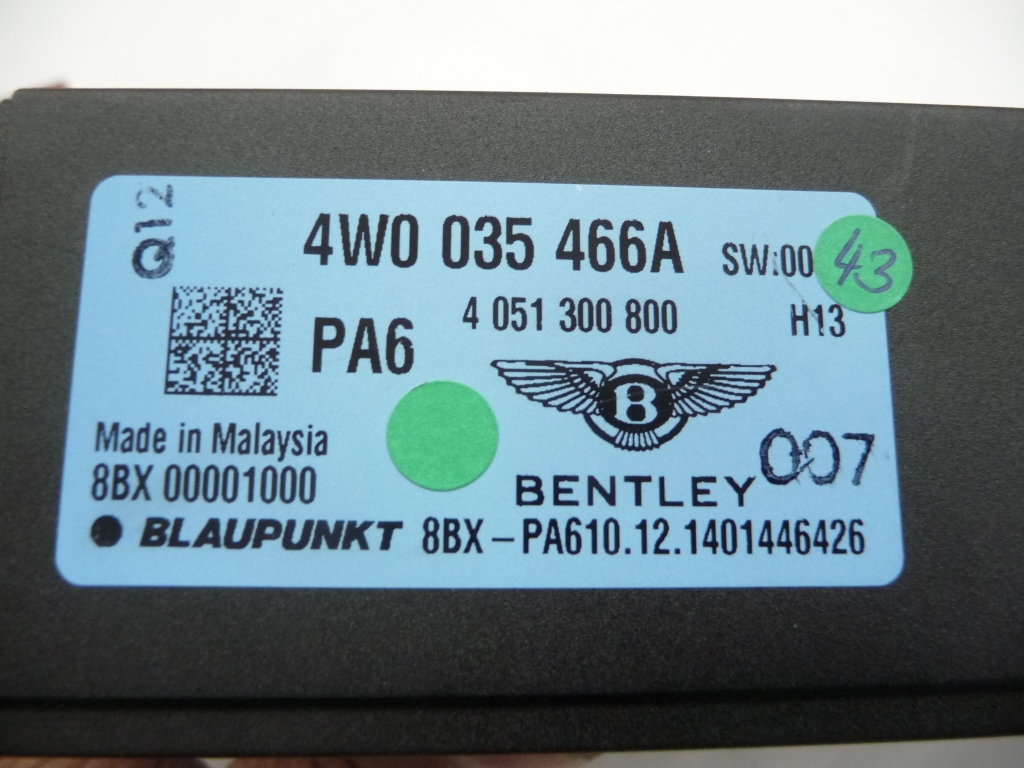 Q12
4W0 035 466A SW:00
43
4 051 300 800
H13
PA6
B
Made in Malaysia
8BX 00001000
BENTLEY
007
BLAUPUNKT 8BX-PA610.12.1401446426